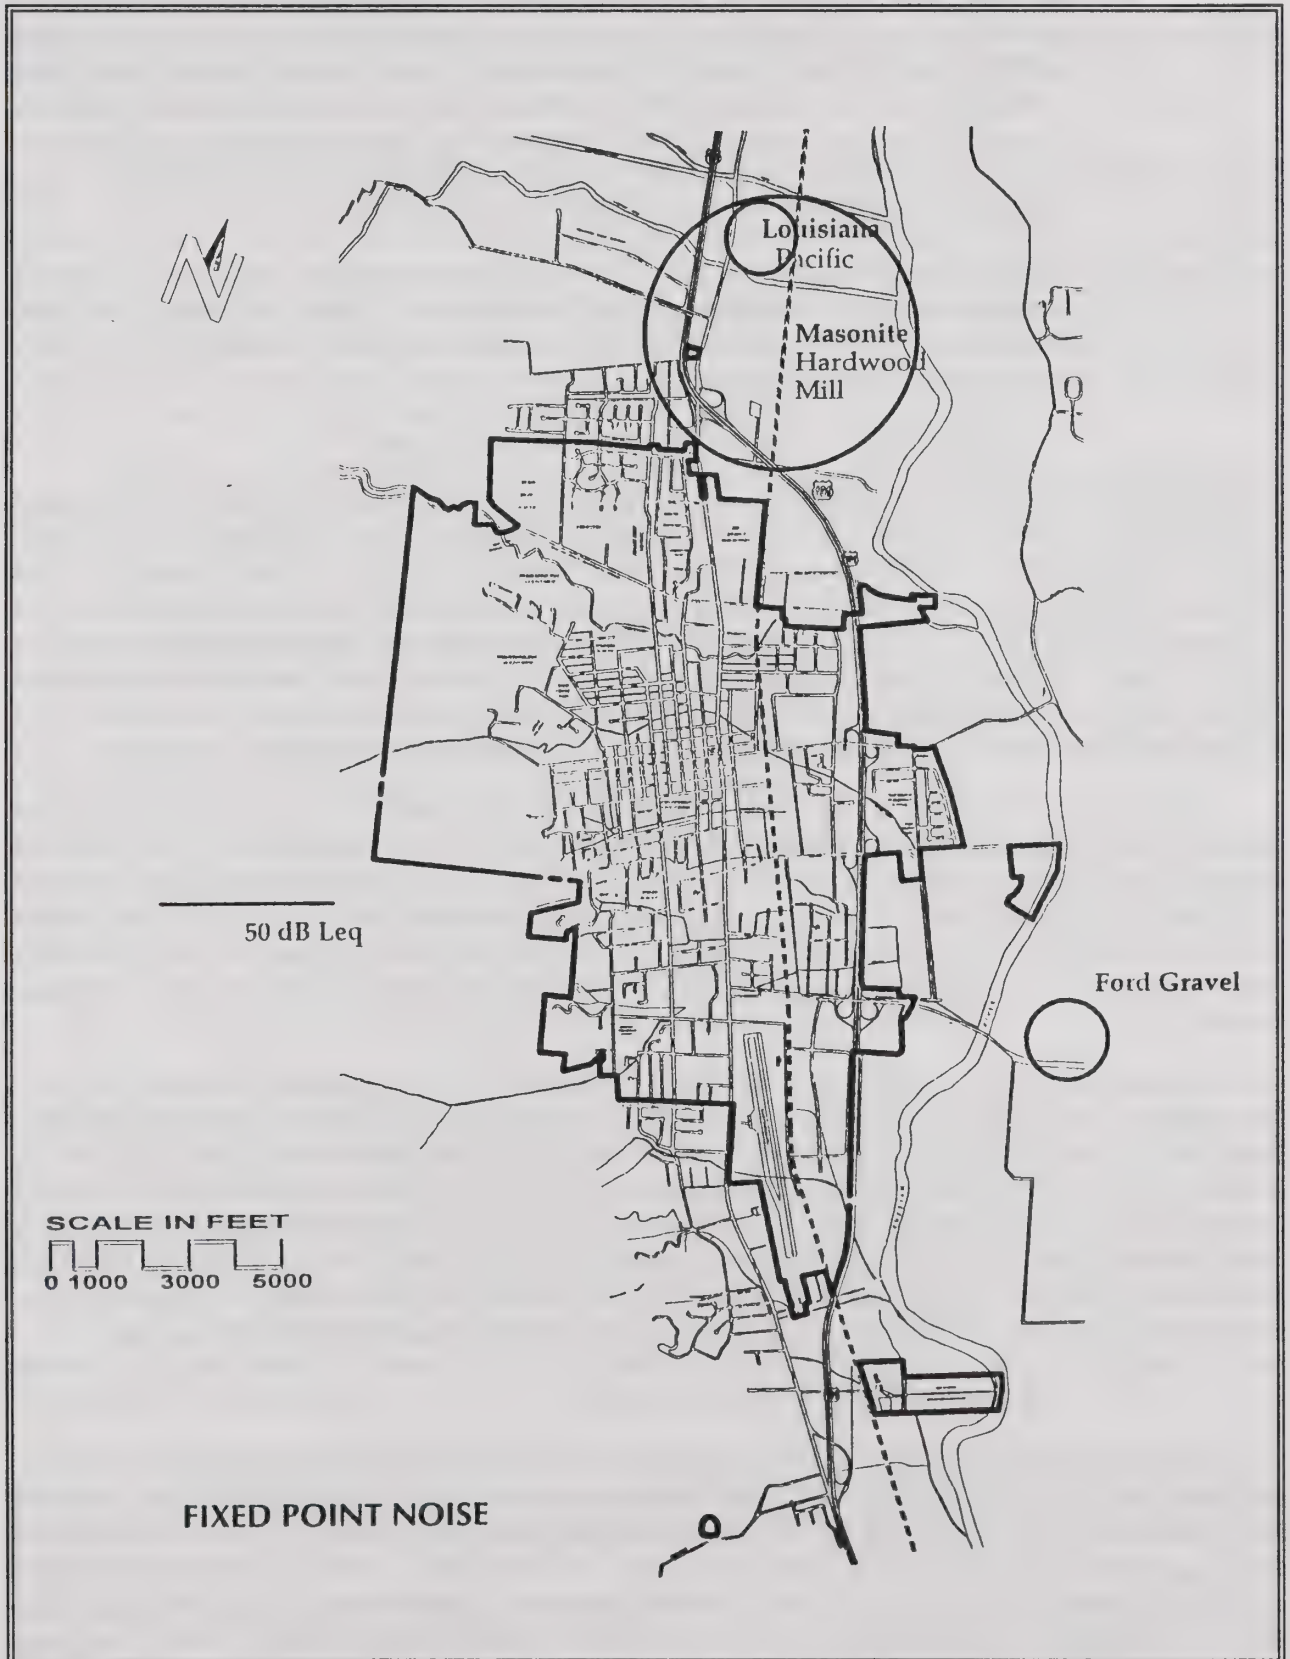 Louisiana
Pacific
Masonite
Hardwood
Mill
50 dB Leq
Ford Gravel
SCALE IN FEET
0 1000 3000 5000
FIXED POINT NOISE